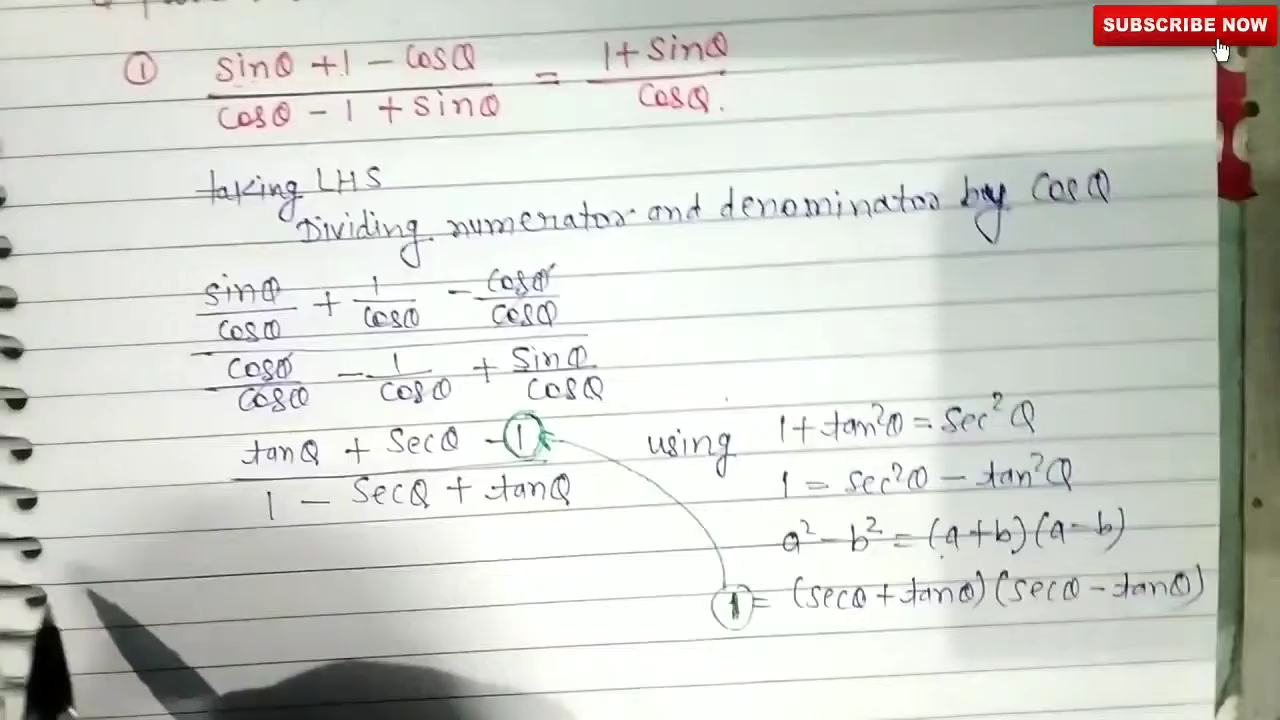 SUBSCRIBE NOW
① (sinθ + 1 − cosθ)/(cosθ − 1 + sinθ) = (1 + sinθ)/cosθ.
taking LHS
Dividing numerator and denominator by cosθ
sinθ/cosθ + 1/cosθ − cosθ/cosθ
cosθ/cosθ − 1/cosθ + sinθ/cosθ
tanθ + secθ − 1
1 − secθ + tanθ
using 1 + tan²θ = sec²θ
1 = sec²θ − tan²θ
a² − b² = (a+b)(a−b)
1 = (secθ + tanθ)(secθ − tanθ)